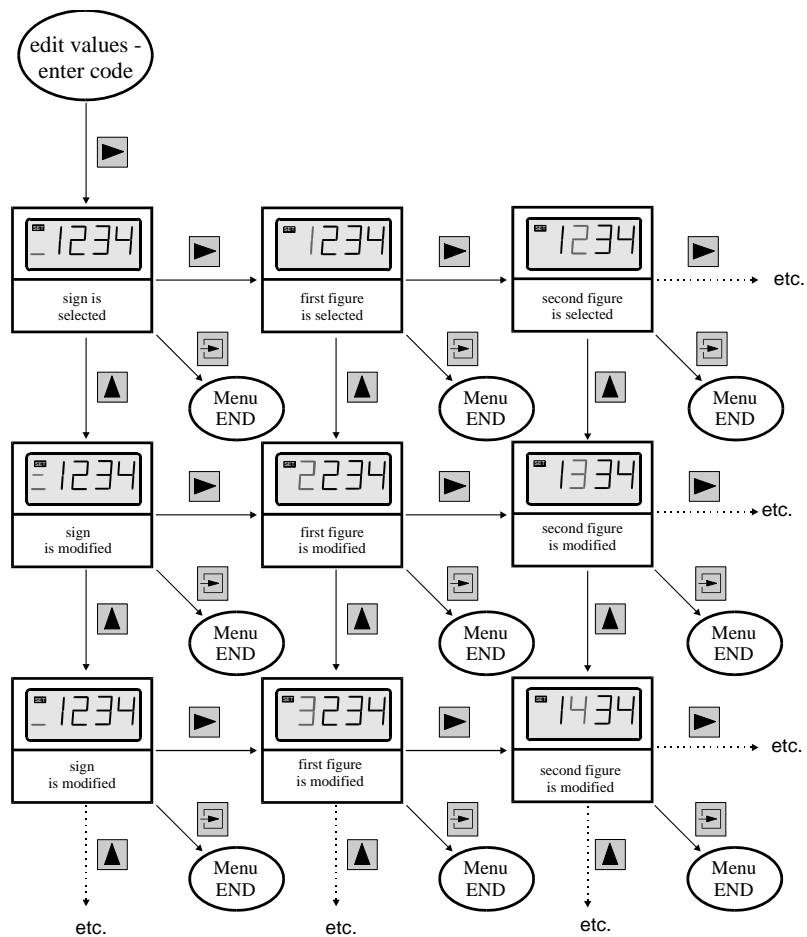 edit values -
enter code
SET _ 1234
SET 1234
SET 1234
etc.
sign is
selected
first figure
is selected
second figure
is selected
Menu
END
Menu
END
Menu
END
SET 1234
SET 2234
SET 1334
etc.
sign
is modified
first figure
is modified
second figure
is modified
Menu
END
Menu
END
Menu
END
SET _ 1234
SET 3234
SET 1434
etc.
sign
is modified
first figure
is modified
second figure
is modified
Menu
END
Menu
END
Menu
END
etc.
etc.
etc.